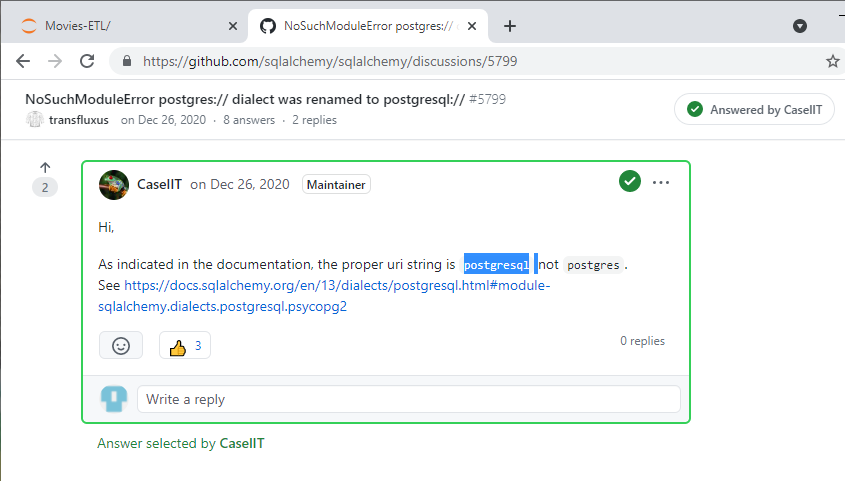 Movies-ETL/
NoSuchModuleError postgres:// d
https://github.com/sqlalchemy/sqlalchemy/discussions/5799
NoSuchModuleError postgres:// dialect was renamed to postgresql:// #5799
transfluxus on Dec 26, 2020 · 8 answers · 2 replies
Answered by CaselIT
2
CaselIT on Dec 26, 2020 Maintainer
Hi,
As indicated in the documentation, the proper uri string is postgresql not postgres.
See https://docs.sqlalchemy.org/en/13/dialects/postgresql.html#module-
sqlalchemy.dialects.postgresql.psycopg2
3
0 replies
Write a reply
Answer selected by CaselIT